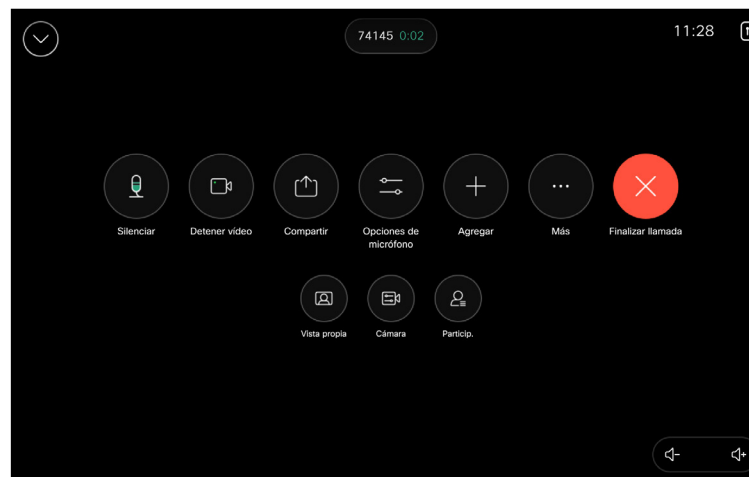 74145 0:02
11:28
Silenciar
Detener vídeo
Compartir
Opciones de
micrófono
Agregar
Más
Finalizar llamada
Vista propia
Cámara
Particip.